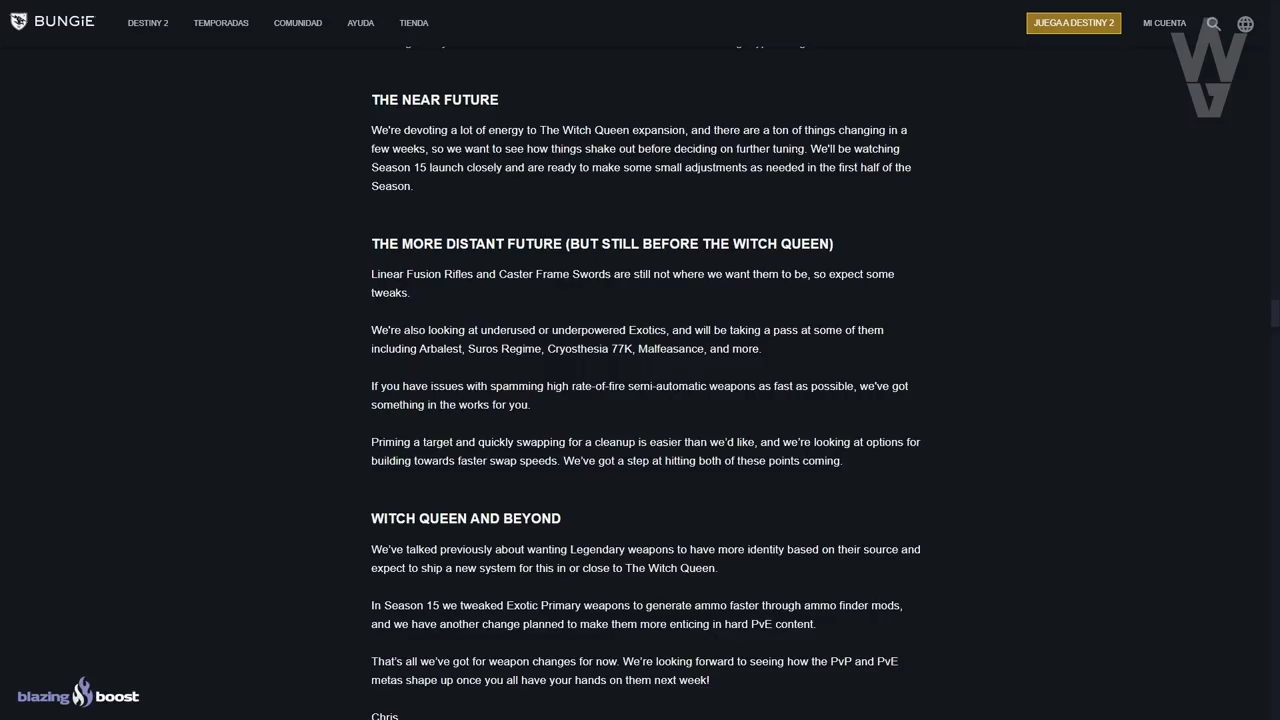 BUNGiE
DESTINY 2
TEMPORADAS
COMUNIDAD
AYUDA
TIENDA
JUEGA A DESTINY 2
MI CUENTA
THE NEAR FUTURE
We're devoting a lot of energy to The Witch Queen expansion, and there are a ton of things changing in a
few weeks, so we want to see how things shake out before deciding on further tuning. We'll be watching
Season 15 launch closely and are ready to make some small adjustments as needed in the first half of the
Season.
THE MORE DISTANT FUTURE (BUT STILL BEFORE THE WITCH QUEEN)
Linear Fusion Rifles and Caster Frame Swords are still not where we want them to be, so expect some
tweaks.
We're also looking at underused or underpowered Exotics, and will be taking a pass at some of them
including Arbalest, Suros Regime, Cryosthesia 77K, Malfeasance, and more.
If you have issues with spamming high rate-of-fire semi-automatic weapons as fast as possible, we've got
something in the works for you.
Priming a target and quickly swapping for a cleanup is easier than we'd like, and we're looking at options for
building towards faster swap speeds. We've got a step at hitting both of these points coming.
WITCH QUEEN AND BEYOND
We've talked previously about wanting Legendary weapons to have more identity based on their source and
expect to ship a new system for this in or close to The Witch Queen.
In Season 15 we tweaked Exotic Primary weapons to generate ammo faster through ammo finder mods,
and we have another change planned to make them more enticing in hard PvE content.
That's all we've got for weapon changes for now. We're looking forward to seeing how the PvP and PvE
metas shape up once you all have your hands on them next week!
Chris
blazing boost